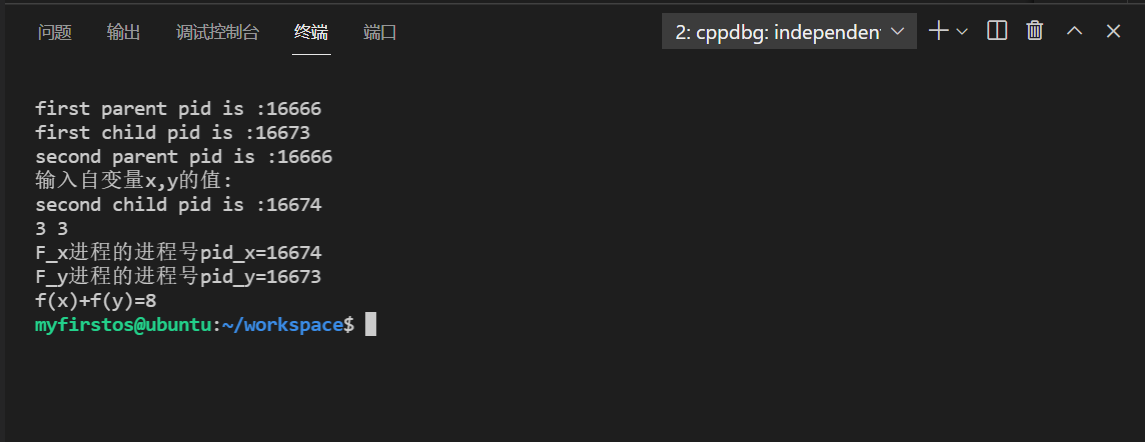 问题 输出 调试控制台 终端 端口 2: cppdbg: independen
first parent pid is :16666
first child pid is :16673
second parent pid is :16666
输入自变量x,y的值:
second child pid is :16674
3 3
F_x进程的进程号pid_x=16674
F_y进程的进程号pid_y=16673
f(x)+f(y)=8
myfirstos@ubuntu:~/workspace$